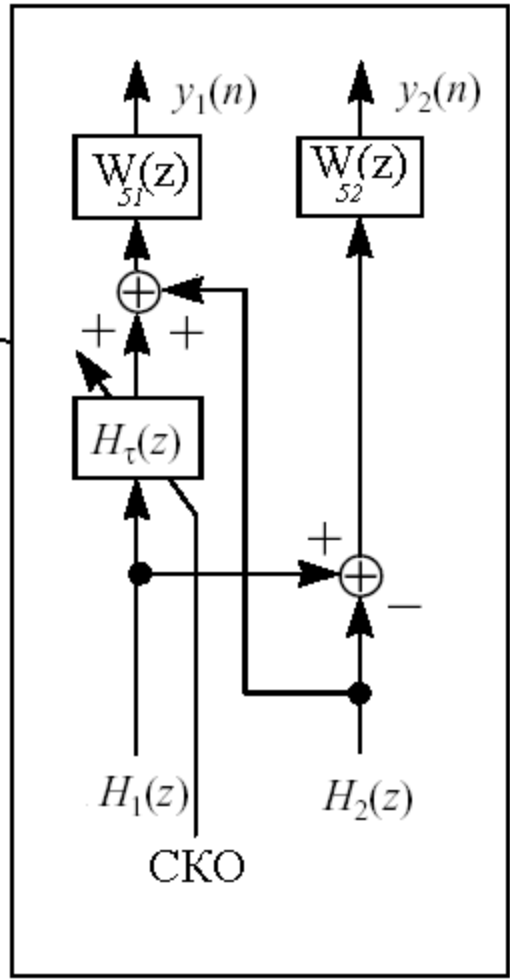 y₁(n) y₂(n)
W₅₁(z) W₅₂(z)
+
+ +
Hτ(z)
+
+
−
H₁(z) H₂(z)
СКО